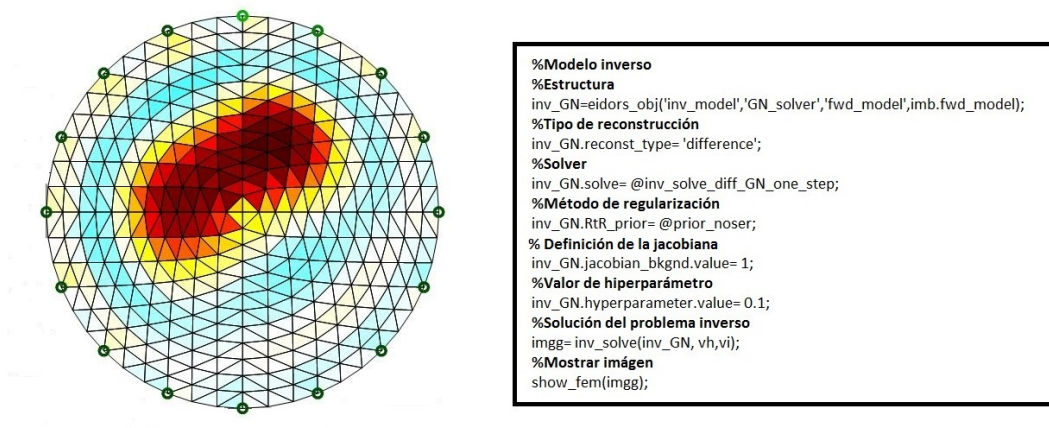 %Modelo inverso
%Estructura
inv_GN=eidors_obj('inv_model','GN_solver','fwd_model',imb.fwd_model);
%Tipo de reconstrucción
inv_GN.reconst_type= 'difference';
%Solver
inv_GN.solve= @inv_solve_diff_GN_one_step;
%Método de regularización
inv_GN.RtR_prior= @prior_noser;
% Definición de la jacobiana
inv_GN.jacobian_bkgnd.value= 1;
%Valor de hiperparámetro
inv_GN.hyperparameter.value= 0.1;
%Solución del problema inverso
imgg= inv_solve(inv_GN, vh,vi);
%Mostrar imágen
show_fem(imgg);